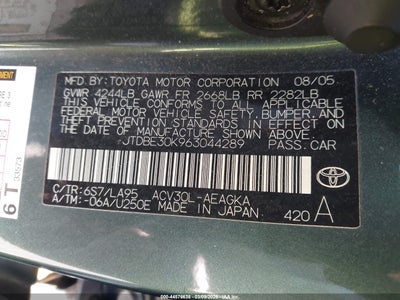 MFD.BY:TOYOTA MOTOR CORPORATION 08/05
GVWR 4244LB GAWR FR 2668LB RR 2282LB
THIS VEHICLE CONFORMS TO ALL APPLICABLE
FEDERAL MOTOR VEHICLE SAFETY, BUMPER, AND
THEFT PREVENTION STANDARDS IN EFFECT ON
THE DATE OF MANUFACTURE SHOWN ABOVE.
JTDBE30K963044289 PASS.CAR
C/TR:6S7/LA95 ACV30L-AEAGKA
A/TM:-06A/U250E MADE IN JAPAN
420 A
6T